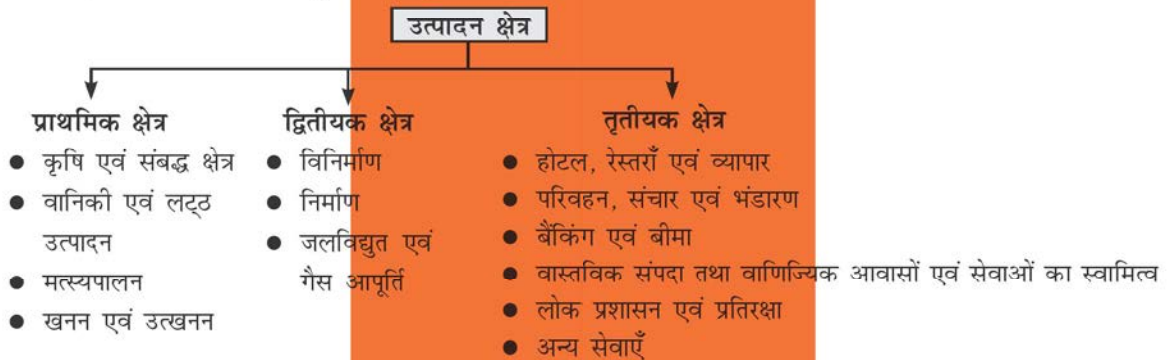 उत्पादन क्षेत्र
प्राथमिक क्षेत्र
● कृषि एवं संबद्ध क्षेत्र
● वानिकी एवं लट्ठ
उत्पादन
● मत्स्यपालन
● खनन एवं उत्खनन
द्वितीयक क्षेत्र
● विनिर्माण
● निर्माण
● जलविद्युत एवं
गैस आपूर्ति
तृतीयक क्षेत्र
● होटल, रेस्तराँ एवं व्यापार
● परिवहन, संचार एवं भंडारण
● बैंकिंग एवं बीमा
● वास्तविक संपदा तथा वाणिज्यिक आवासों एवं सेवाओं का स्वामित्व
● लोक प्रशासन एवं प्रतिरक्षा
● अन्य सेवाएँ